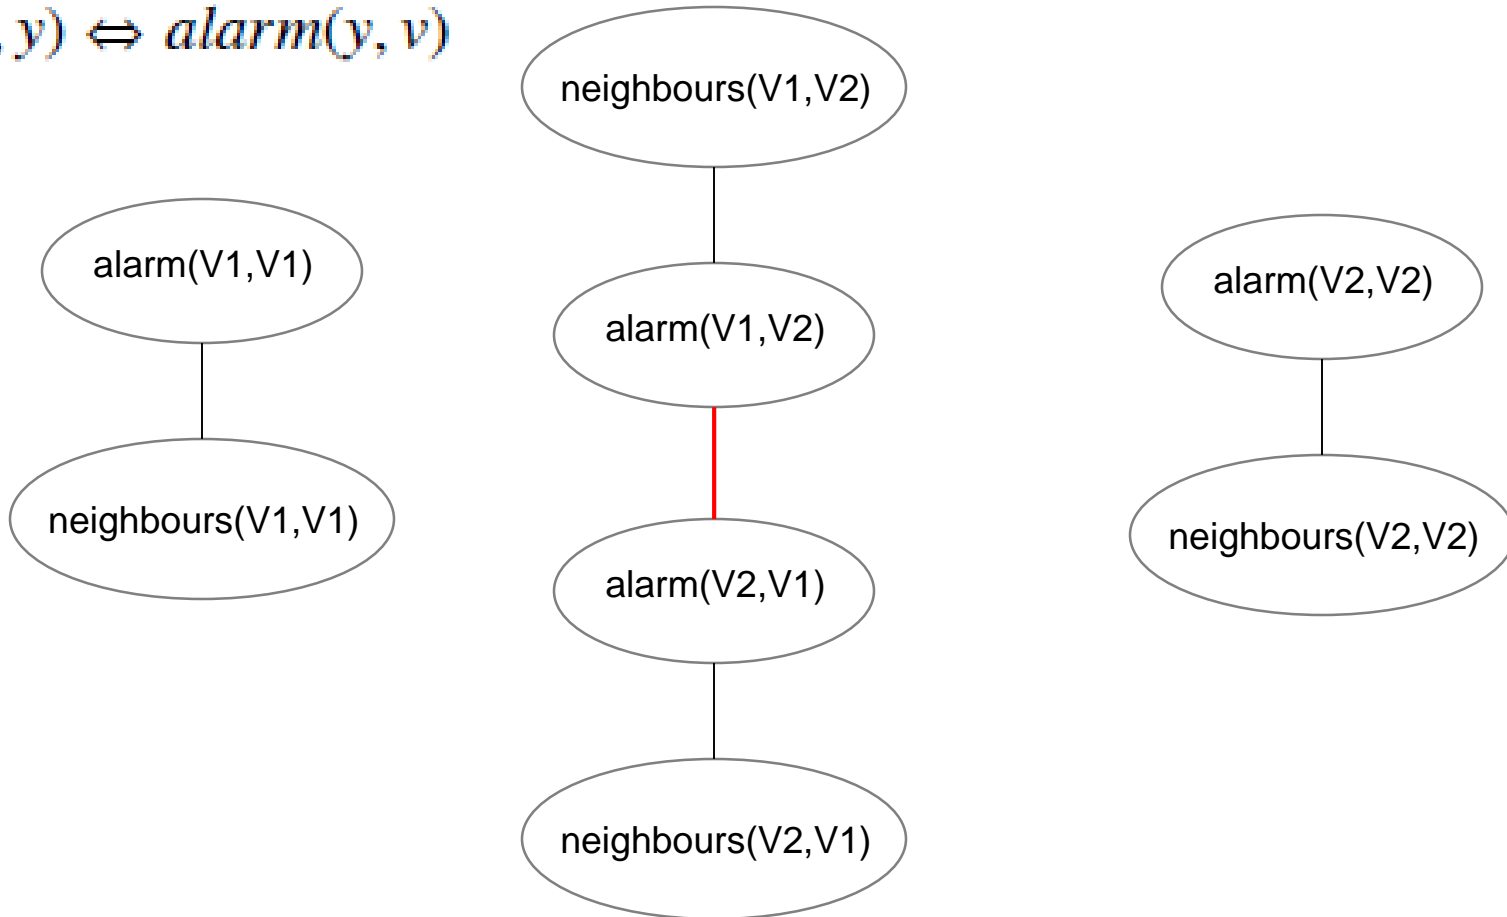 , y) ⇔ alarm(y, v)
neighbours(V1,V2)
alarm(V1,V1)
alarm(V2,V2)
alarm(V1,V2)
neighbours(V1,V1)
neighbours(V2,V2)
alarm(V2,V1)
neighbours(V2,V1)